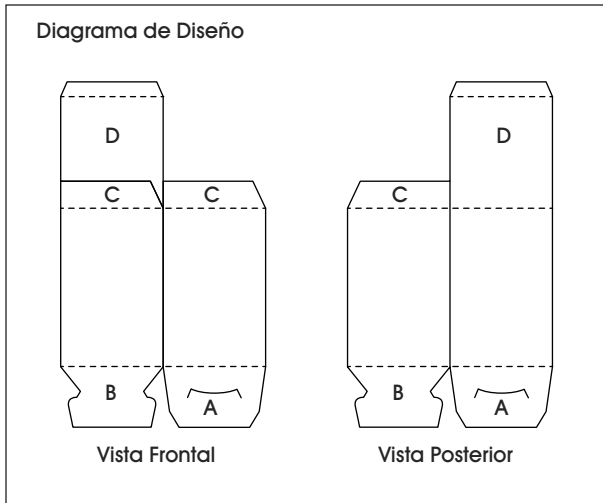 Diagrama de Diseño
D
D
C
C
C
B
A
B
A
Vista Frontal
Vista Posterior